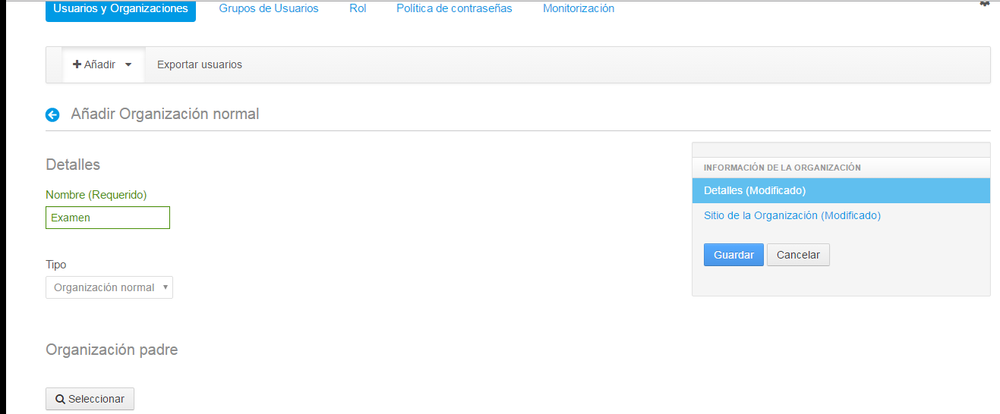 Usuarios y Organizaciones Grupos de Usuarios Rol Política de contraseñas Monitorización
Añadir Exportar usuarios
Añadir Organización normal
Detalles
Nombre (Requerido)
Examen
Tipo
Organización normal
Organización padre
Seleccionar
INFORMACIÓN DE LA ORGANIZACIÓN
Detalles (Modificado)
Sitio de la Organización (Modificado)
Guardar Cancelar